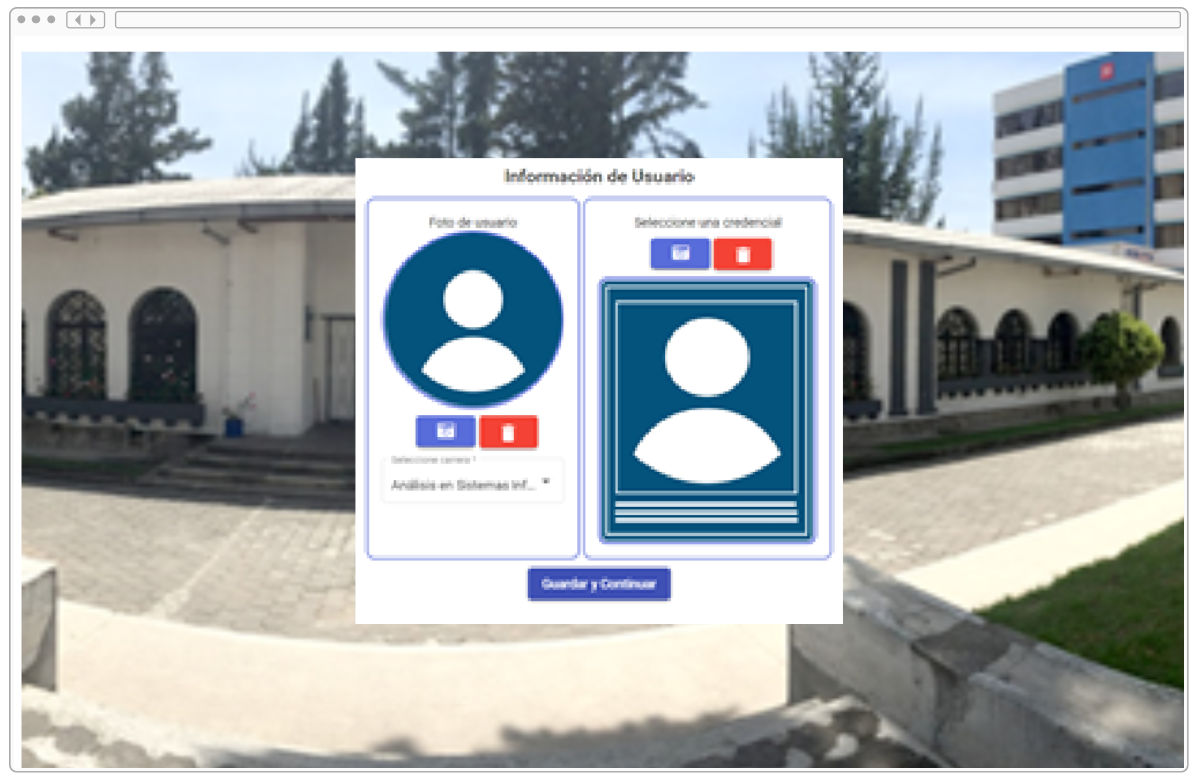 Información de Usuario
Foto de usuario
Seleccione una credencial
Seleccione carrera *
Análisis en Sistemas Inf...
Guardar y Continuar